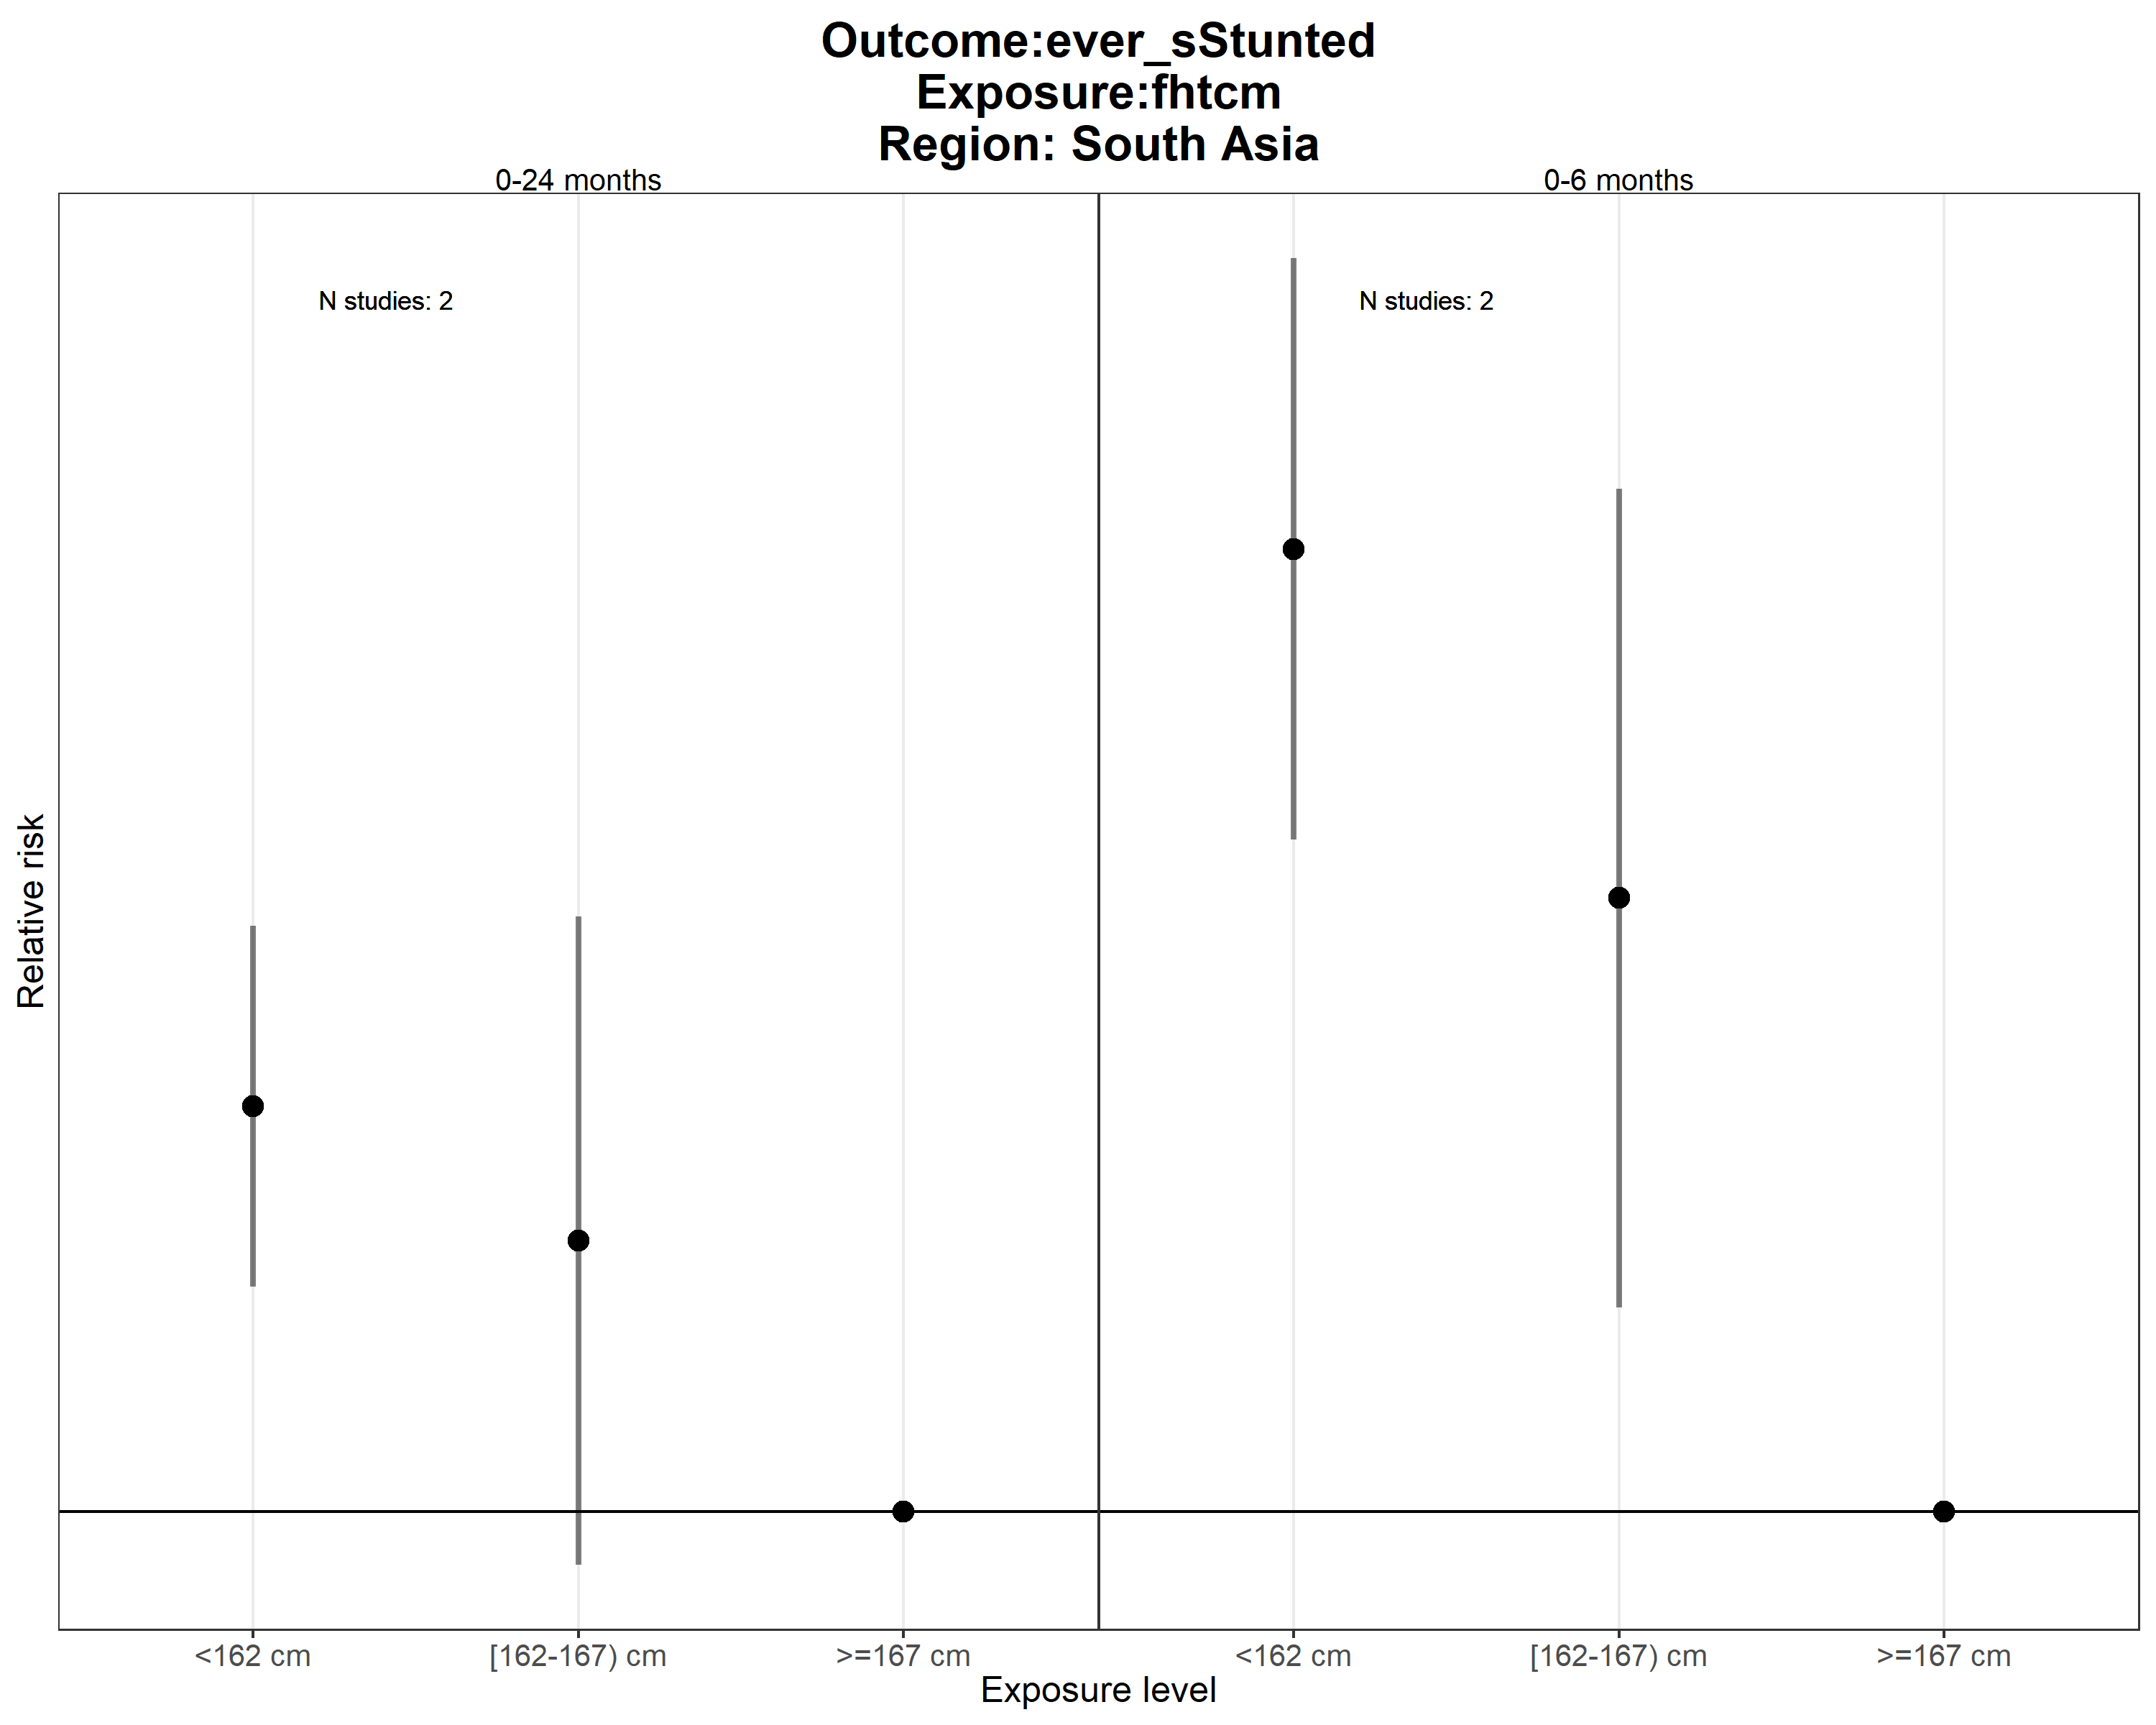 Outcome:ever_sStunted
Exposure:fhtcm
Region: South Asia
0-24 months
0-6 months
N studies: 2
N studies: 2
Relative risk
<162 cm
[162-167) cm
>=167 cm
<162 cm
[162-167) cm
>=167 cm
Exposure level